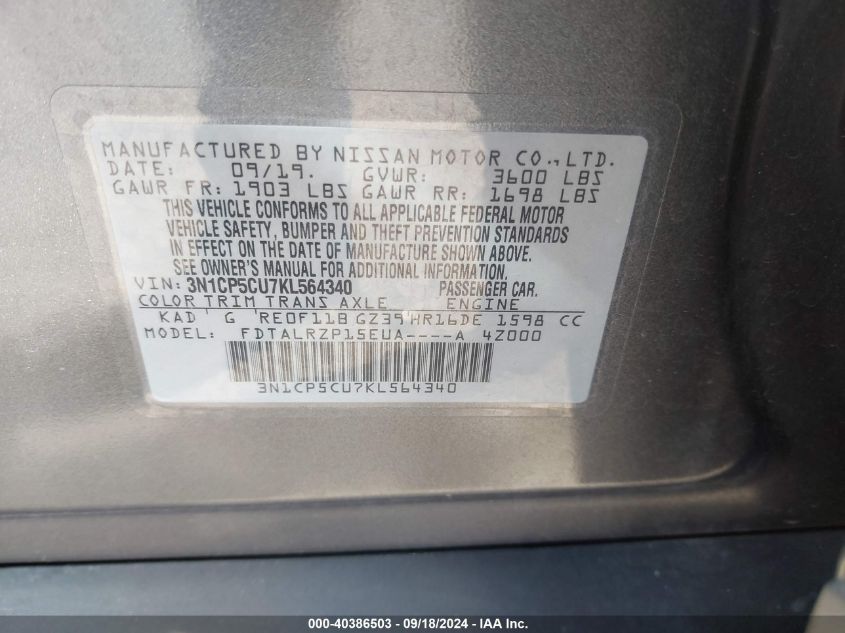 MANUFACTURED BY NISSAN MOTOR CO.,LTD.
DATE: 09/19. GVWR: 3600 LBS
GAWR FR: 1903 LBS GAWR RR: 1698 LBS
THIS VEHICLE CONFORMS TO ALL APPLICABLE FEDERAL MOTOR
VEHICLE SAFETY, BUMPER AND THEFT PREVENTION STANDARDS
IN EFFECT ON THE DATE OF MANUFACTURE SHOWN ABOVE.
SEE OWNER'S MANUAL FOR ADDITIONAL INFORMATION.
VIN: 3N1CP5CU7KL564340 PASSENGER CAR.
COLOR TRIM TRANS AXLE ENGINE
KAD G RE0F11B GZ39 HR16DE 1598 CC
MODEL: FDTALRZP15EUA----A 4Z000
3N1CP5CU7KL564340
000-40386503 - 09/18/2024 - IAA Inc.